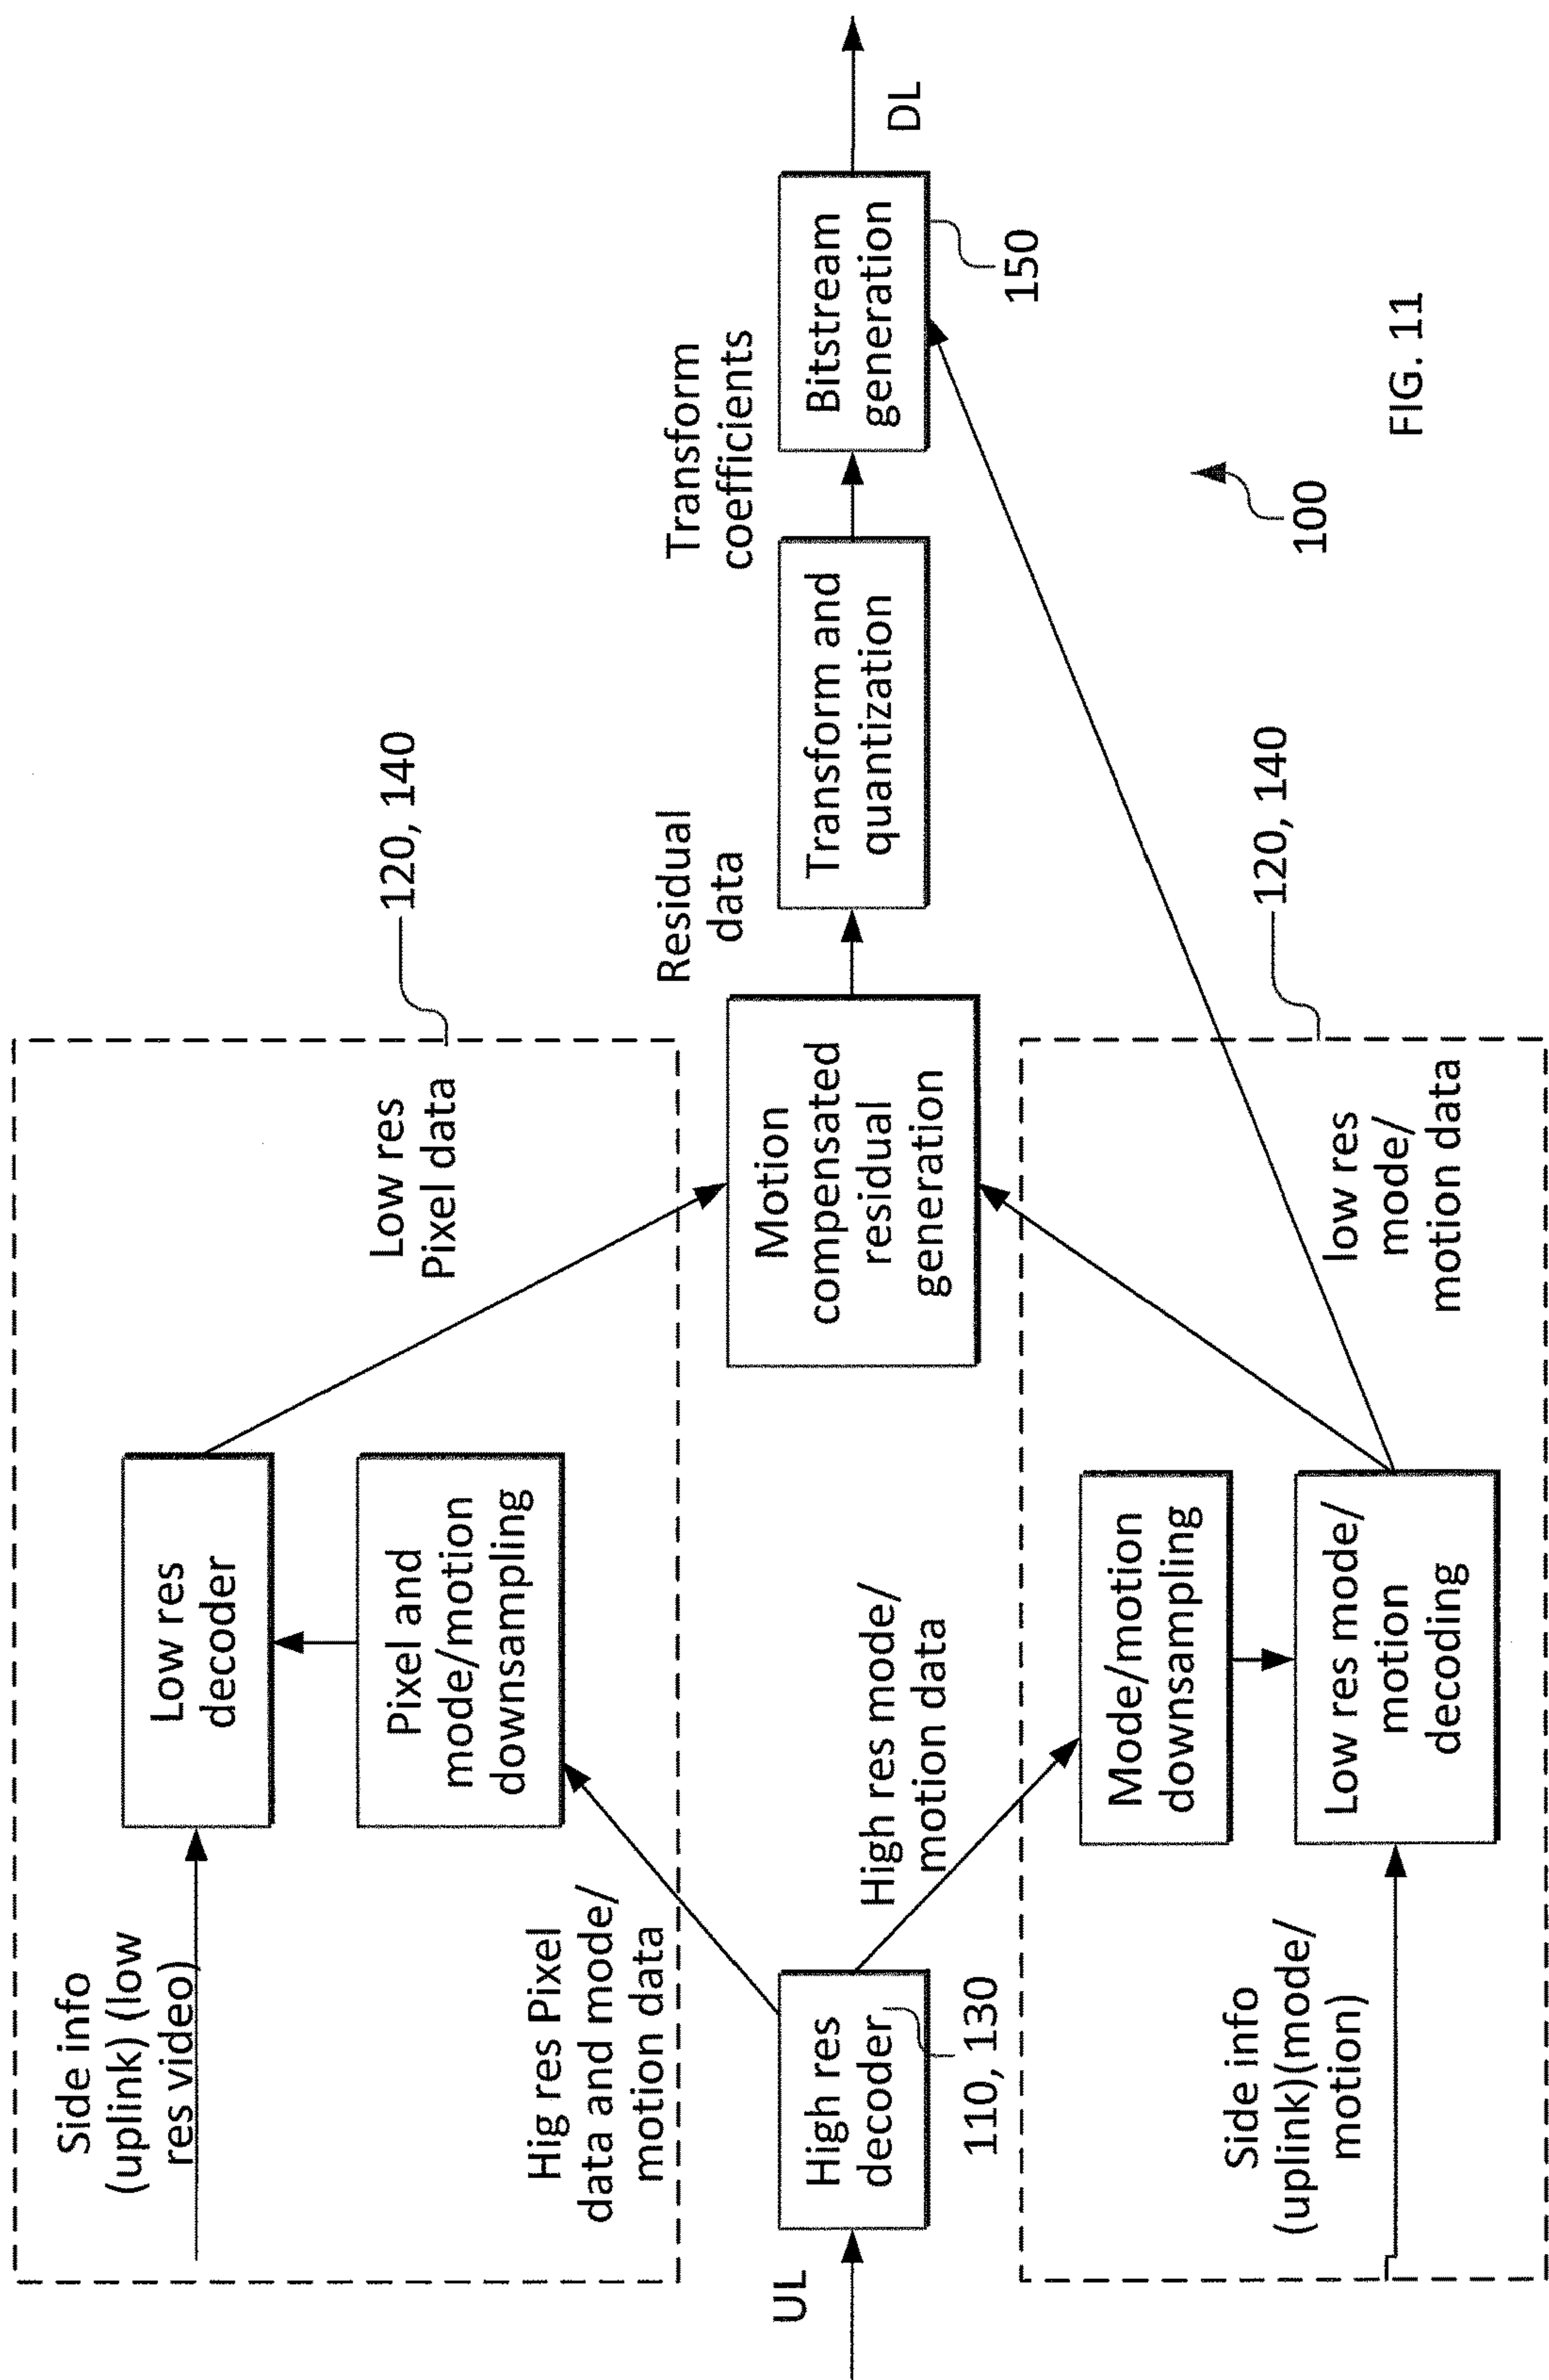 Side info
(uplink) (low
res video)
Low res
decoder
Pixel and
mode/motion
downsampling
Low res
Pixel data
120, 140
Hig res Pixel
data and mode/
motion data
UL
High res
decoder
110, 130
High res mode/
motion data
Motion
compensated
residual
generation
Residual
data
Transform and
quantization
Transform
coefficients
Bitstream
generation
150
DL
Side info
(uplink)(mode/
motion)
Mode/motion
downsampling
Low res mode/
motion
decoding
low res
mode/
motion data
120, 140
100
FIG. 11